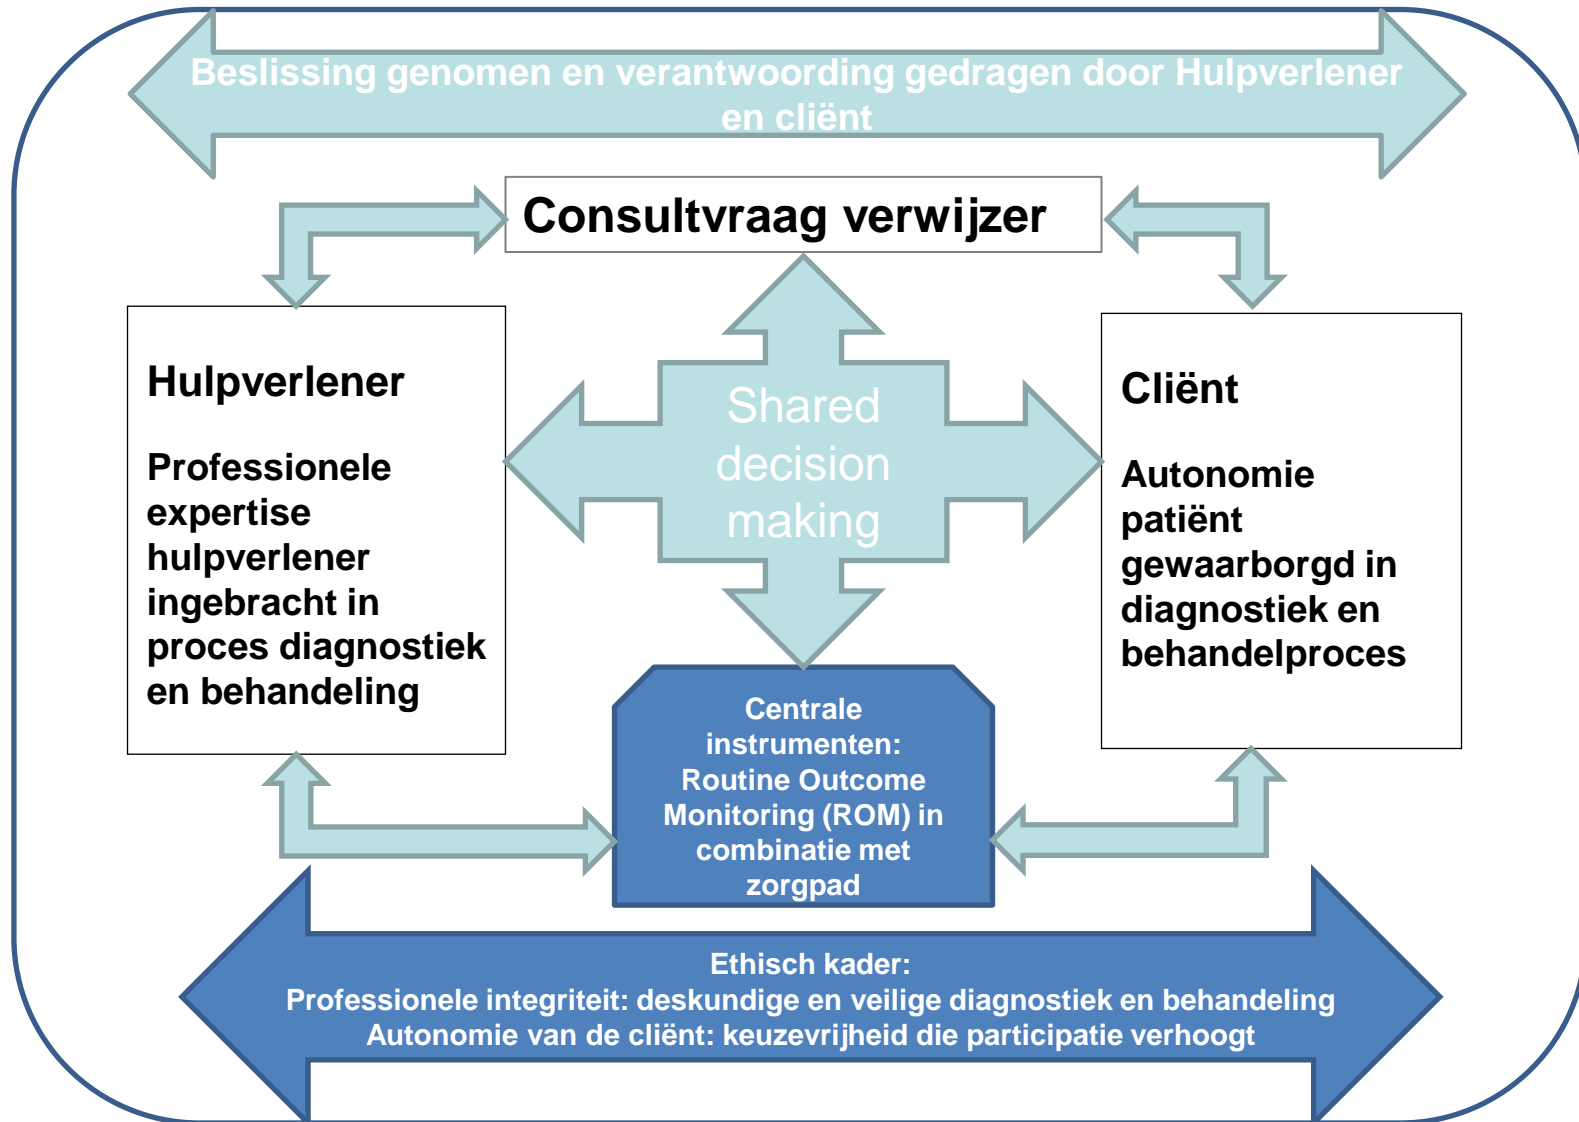 Beslissing genomen en verantwoording gedragen door Hulpverlener
en cliënt
Consultvraag verwijzer
Hulpverlener
Professionele
expertise
hulpverlener
ingebracht in
proces diagnostiek
en behandeling
Shared
decision
making
Cliënt
Autonomie
patiënt
gewaarborgd in
diagnostiek en
behandelproces
Centrale
instrumenten:
Routine Outcome
Monitoring (ROM) in
combinatie met
zorgpad
Ethisch kader:
Professionele integriteit: deskundige en veilige diagnostiek en behandeling
Autonomie van de cliënt: keuzevrijheid die participatie verhoogt